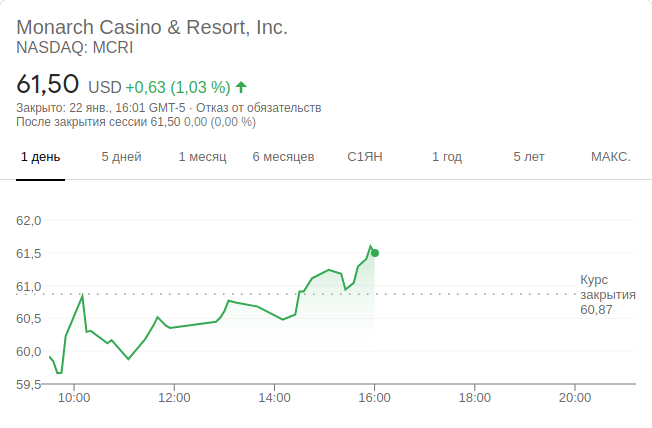 Monarch Casino & Resort, Inc.
NASDAQ: MCRI
61,50 USD +0,63 (1,03 %)
Закрыто: 22 янв., 16:01 GMT-5 · Отказ от обязательств
После закрытия сессии 61,50 0,00 (0,00 %)
1 день 5 дней 1 месяц 6 месяцев С1ЯН 1 год 5 лет МАКС.
62,0
61,5
61,0
60,5
60,0
59,5
Курс
закрытия
60,87
10:00 12:00 14:00 16:00 18:00 20:00